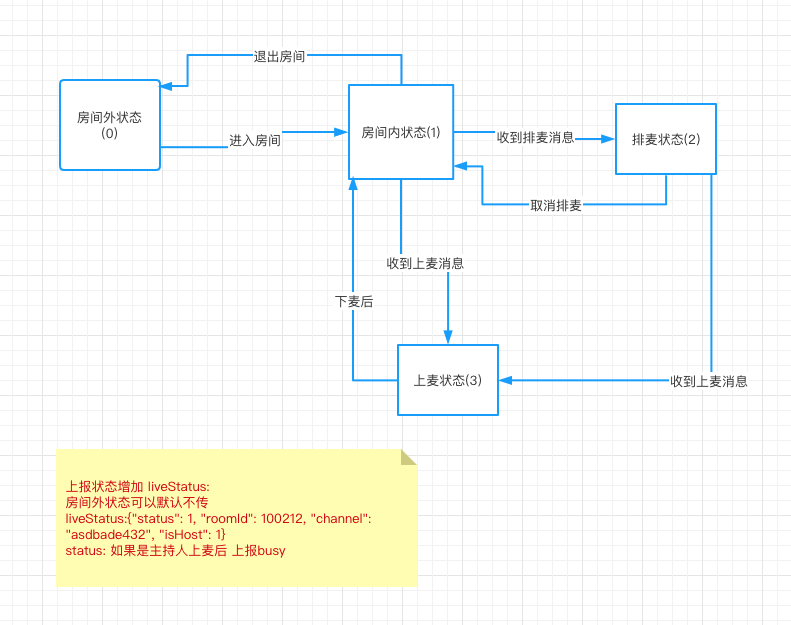 退出房间
房间外状态
(0)
进入房间
房间内状态(1)
收到排麦消息
排麦状态(2)
取消排麦
收到上麦消息
下麦后
上麦状态(3)
收到上麦消息
上报状态增加 liveStatus:
房间外状态可以默认不传
liveStatus:{"status": 1, "roomId": 100212, "channel":
"asdbade432", "isHost": 1}
status: 如果是主持人上麦后 上报busy